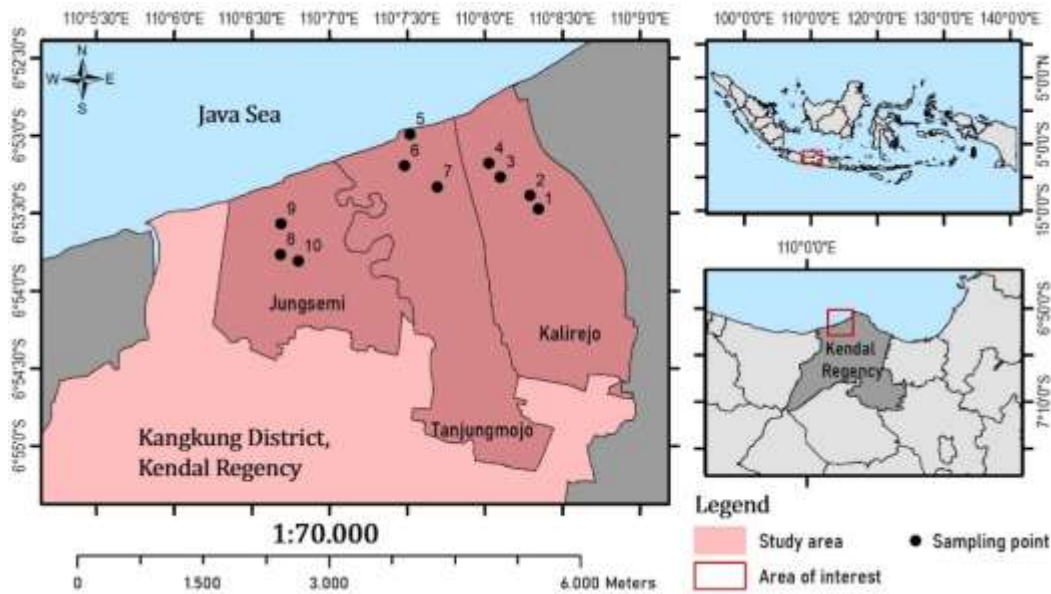 110°5'30"E 110°6'0"E 110°6'30"E 110°7'0"E 110°7'30"E 110°8'0"E 110°8'30"E 110°9'0"E
6°52'30"S
6°53'0"S
6°53'30"S
6°54'0"S
6°54'30"S
6°55'0"S
N
W E
S
Java Sea
5
6
7
4
3
2
1
9
8
10
Jungsemi
Kalirejo
Tanjungmojo
Kangkung District,
Kendal Regency
1:70.000
0 1.500 3.000 6.000 Meters
100°0'0"E 110°0'0"E 120°0'0"E 130°0'0"E 140°0'0"E
5°0'0"N
5°0'0"S
15°0'0"S
110°0'0"E
6°50'0"S
7°10'0"S
Kendal
Regency
Legend
Study area
Sampling point
Area of interest